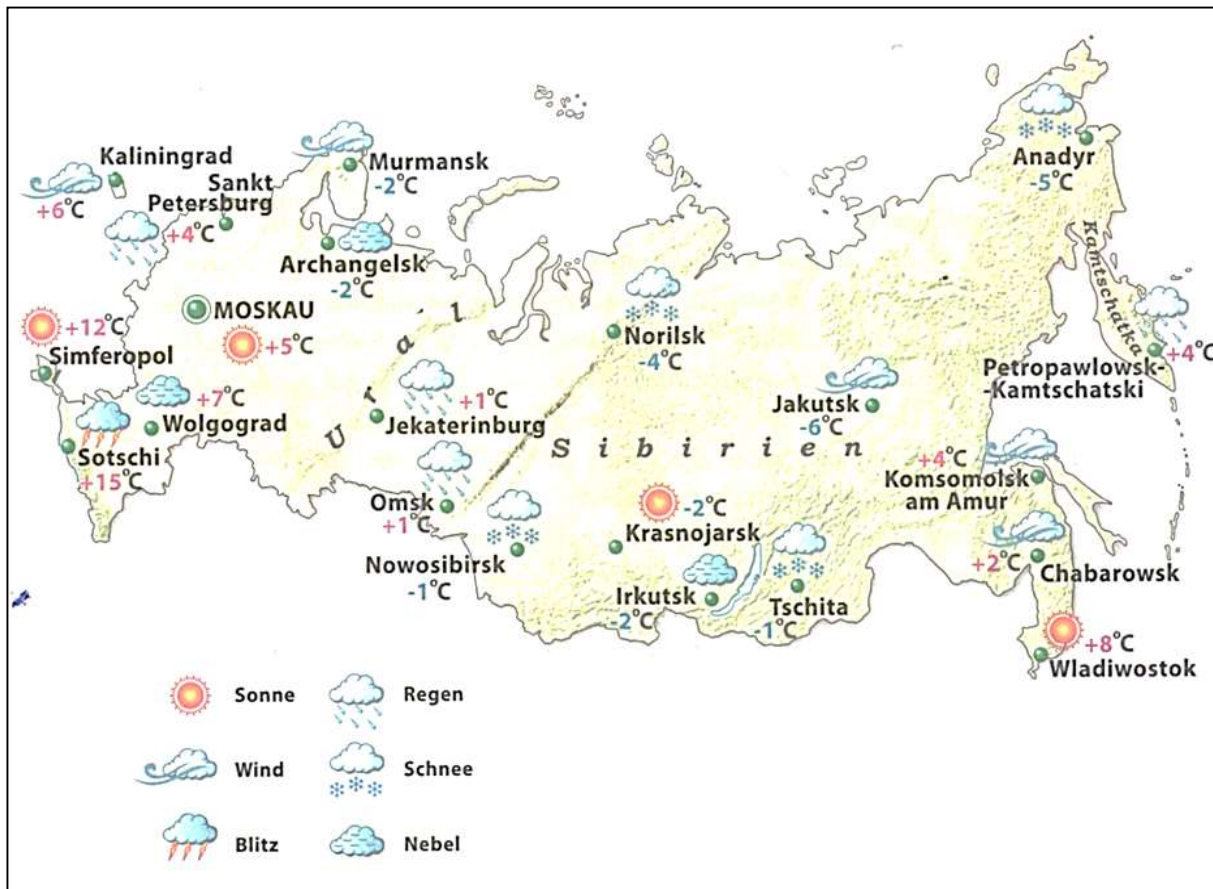 Kaliningrad
+6°C
Sankt
Petersburg
+4°C
Murmansk
-2°C
Archangelsk
-2°C
MOSKAU
+5°C
+12°C
Simferopol
+7°C
Wolgograd
Sotschi
+15°C
Ural
+1°C
Jekaterinburg
Omsk
+1°C
Nowosibirsk
-1°C
Norilsk
-4°C
Sibirien
-2°C
Krasnojarsk
Irkutsk
-2°C
Tschita
-1°C
Jakutsk
-6°C
Anadyr
-5°C
Kamtschatka
+4°C
Petropawlowsk-
-Kamtschatski
+4°C
Komsomolsk
am Amur
+2°C
Chabarowsk
+8°C
Wladiwostok
Sonne
Regen
Wind
Schnee
Blitz
Nebel